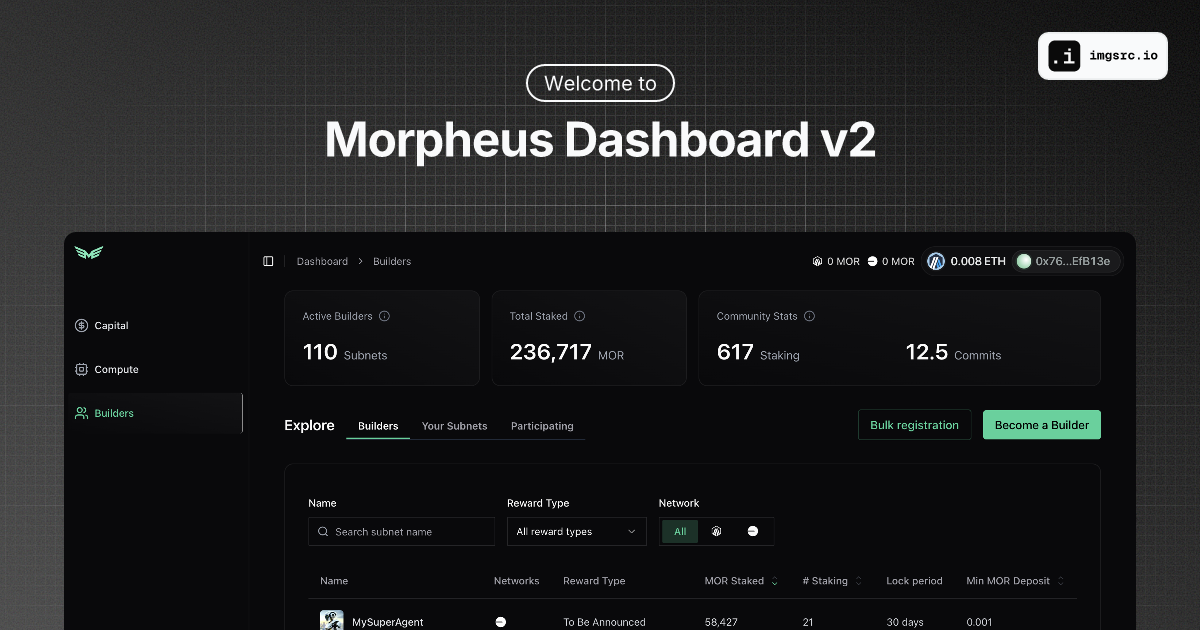 .i imgsrc.io
Welcome to
Morpheus Dashboard v2
Dashboard > Builders
0 MOR 0 MOR 0.008 ETH 0x76...EfB13e
Capital
Compute
Builders
Active Builders
110 Subnets
Total Staked
236,717 MOR
Community Stats
617 Staking 12.5 Commits
Explore Builders Your Subnets Participating
Bulk registration Become a Builder
Name Reward Type Network
Search subnet name All reward types All
Name Networks Reward Type MOR Staked # Staking Lock period Min MOR Deposit
MySuperAgent To Be Announced 58,427 21 30 days 0.001